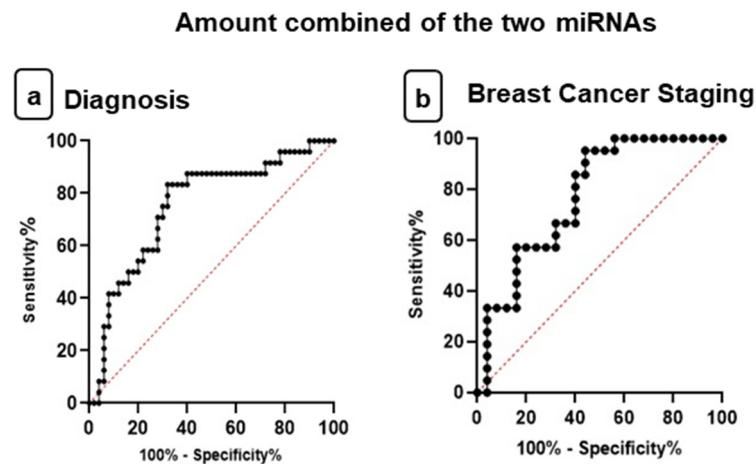 Amount combined of the two miRNAs
a Diagnosis
100
80
60
40
20
0
Sensitivity%
0 20 40 60 80 100
100% - Specificity%
b Breast Cancer Staging
100
80
60
40
20
0
Sensitivity%
0 20 40 60 80 100
100% - Specificity%